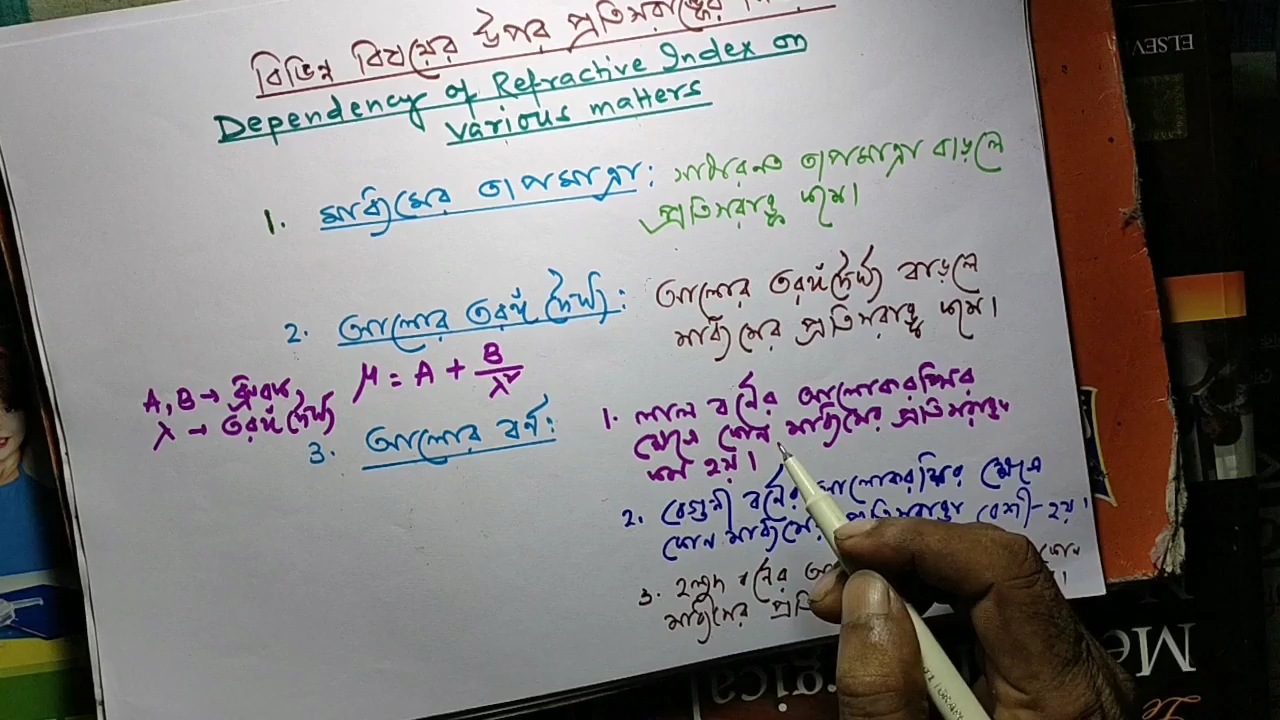 বিভিন্ন বিষয়ের উপর প্রতিসরাঙ্কের
Dependency of Refractive Index on
various matters
1. মাধ্যমের তাপমাত্রা : সাধারনত তাপমাত্রা বাড়লে
প্রতিসরাঙ্ক কমে।
2. আলোর তরঙ্গদৈর্ঘ্য : আলোর তরঙ্গদৈর্ঘ্য বাড়লে
মাধ্যমের প্রতিসরাঙ্ক কমে।
μ = A + B/λ²
A, B → ধ্রুবক,
λ → তরঙ্গদৈর্ঘ্য
3. আলোর বর্ণ :
1. লাল বর্ণের আলোকরশ্মির
ক্ষেত্রে কোন মাধ্যমের প্রতিসরাঙ্ক
কম হয়।
2. বেগুনী বর্ণের আলোকরশ্মির ক্ষেত্রে
কোন মাধ্যমের প্রতিসরাঙ্ক বেশী হয়।
3. হলুদ বর্ণের কোন
মাধ্যমের
ELSEV